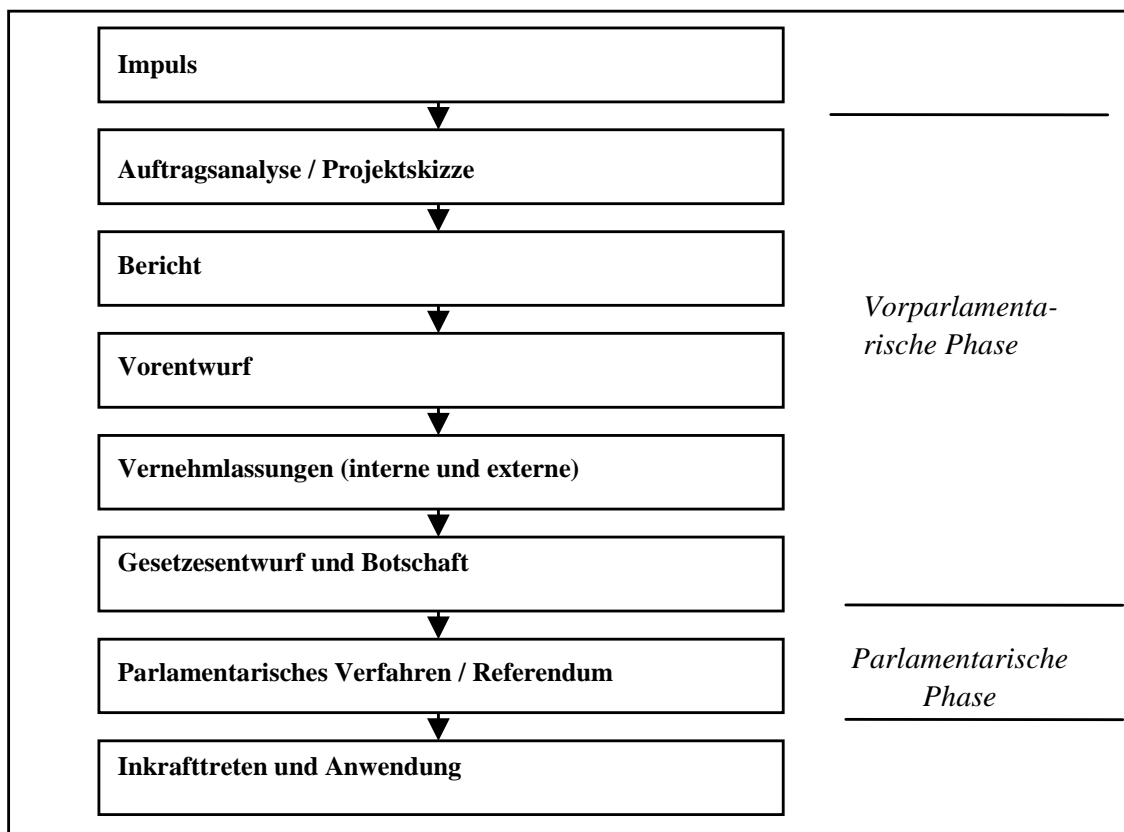 Impuls
Auftragsanalyse / Projektskizze
Bericht
Vorentwurf
Vernehmlassungen (interne und externe)
Gesetzesentwurf und Botschaft
Parlamentarisches Verfahren / Referendum
Inkrafttreten und Anwendung
Vorparlamenta-
rische Phase
Parlamentarische
Phase